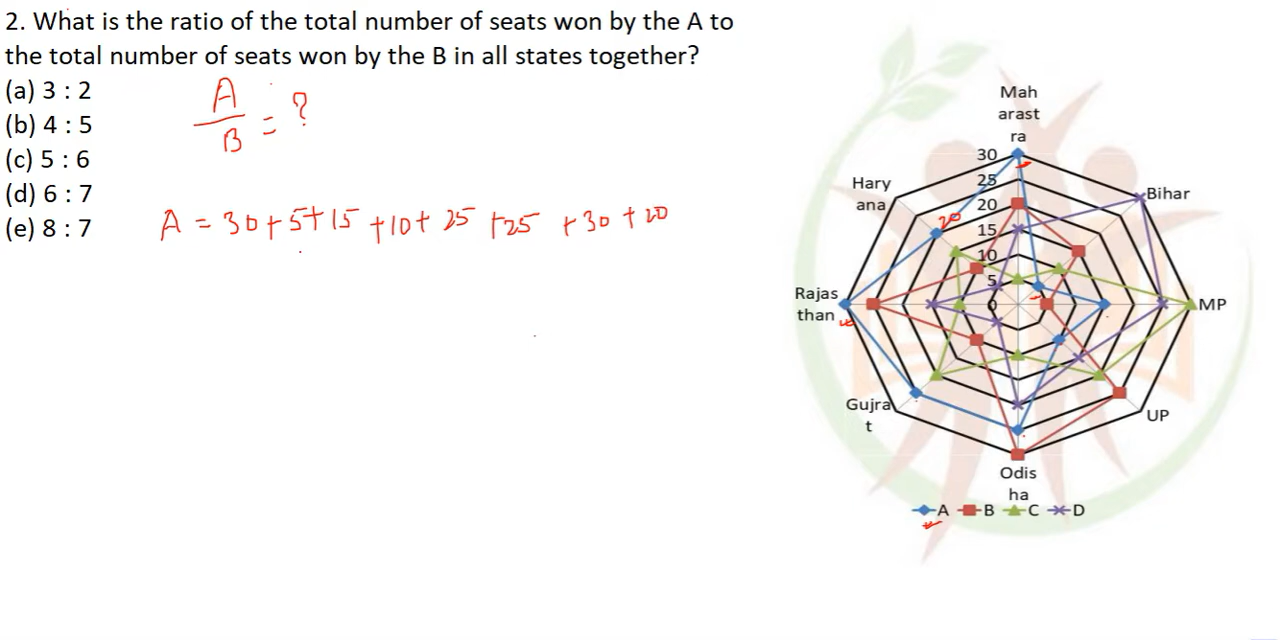 2. What is the ratio of the total number of seats won by the A to
the total number of seats won by the B in all states together?
(a) 3 : 2
(b) 4 : 5
(c) 5 : 6
(d) 6 : 7
(e) 8 : 7
A
B = ?
A = 30+5+15+10+25+25+30+20
Mah
arast
ra
30
25
20
15
10
5
0
Hary
ana
20
Bihar
Rajas
than
MP
Gujra
t
UP
Odis
ha
A B C D